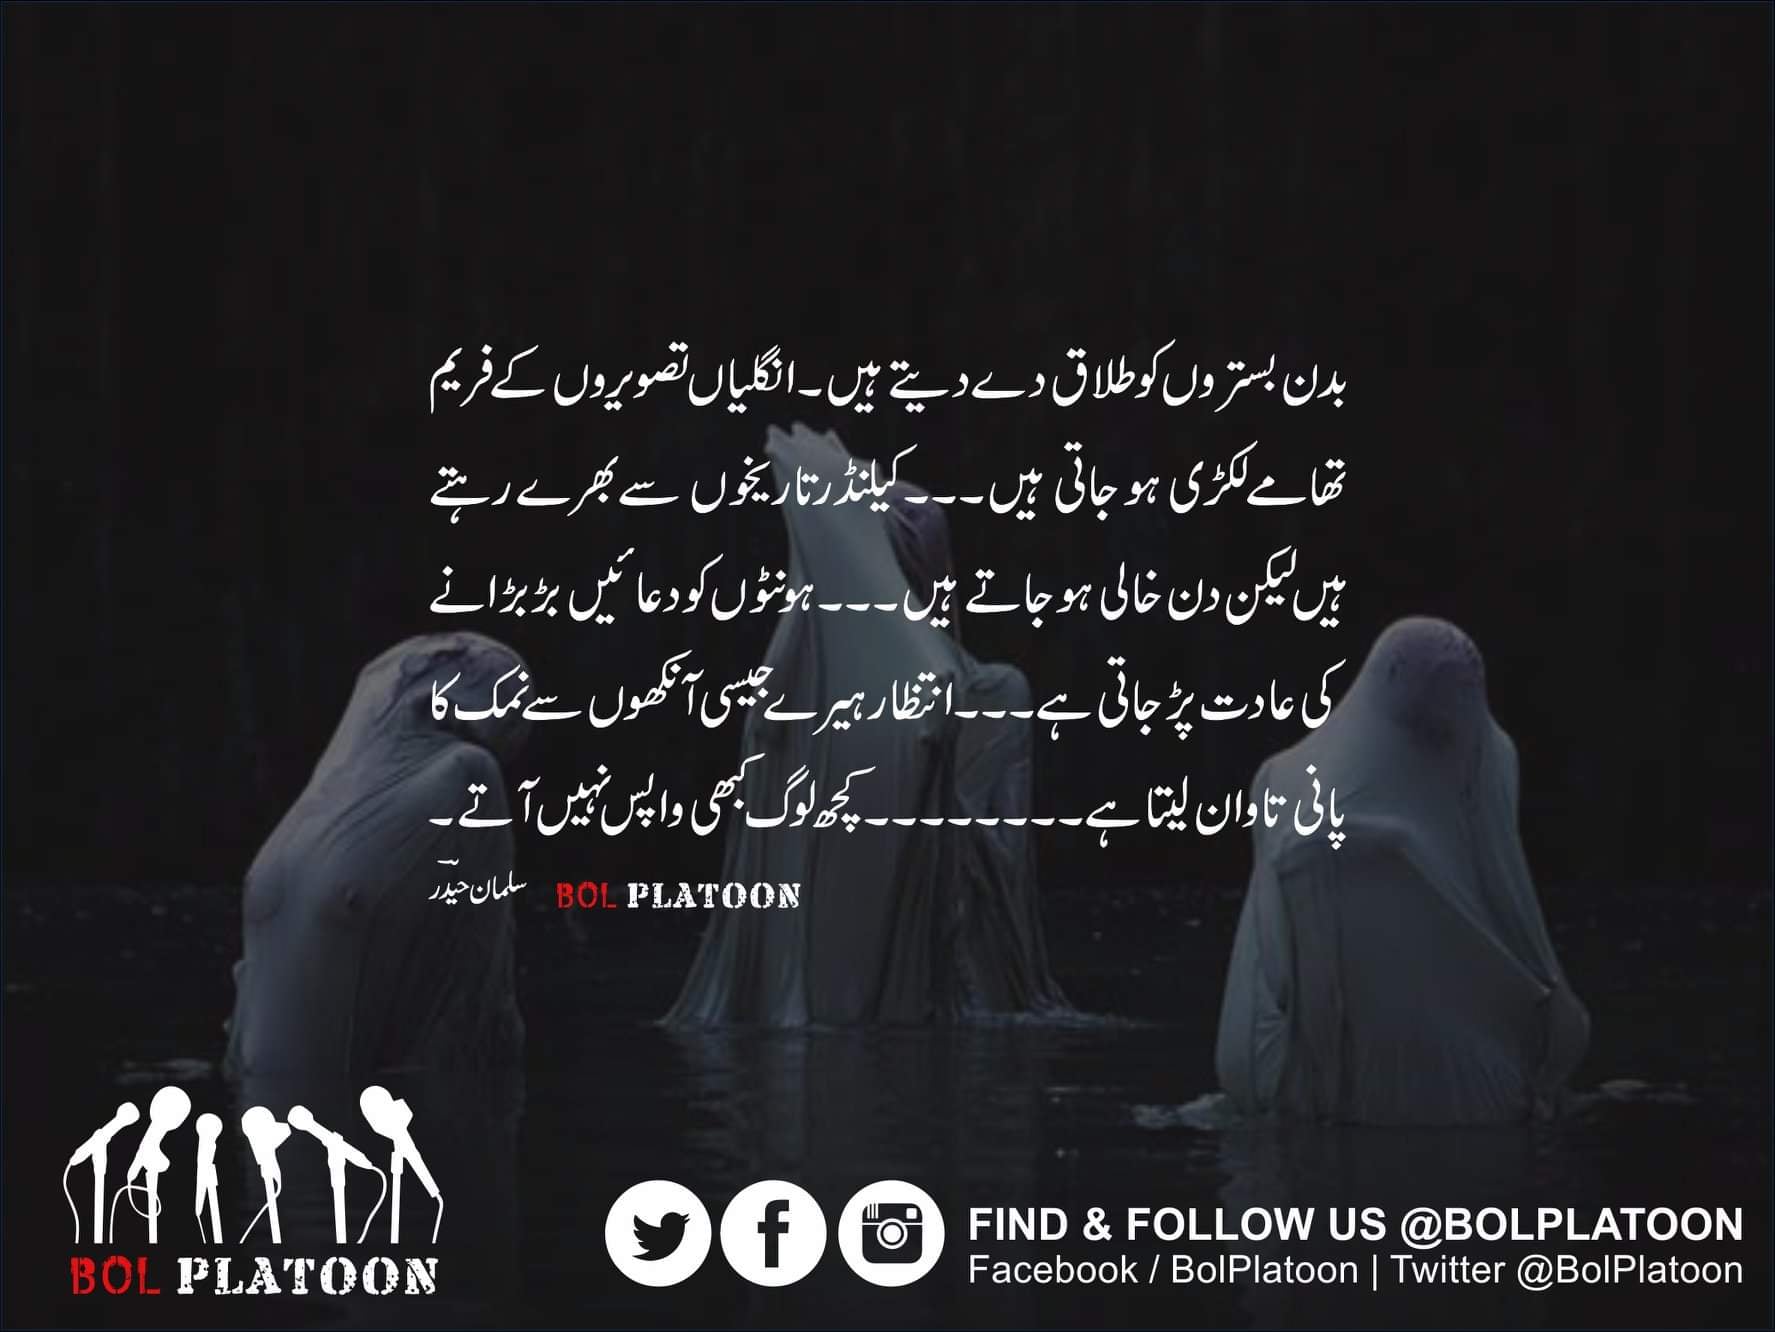 بدن بستروں کو طلاق دے دیتے ہیں۔ انگلیاں تصویروں کے فریم
تھامے لکڑی ہو جاتی ہیں۔۔۔ کیلنڈر تاریخوں سے بھرے رہتے
ہیں لیکن دن خالی ہو جاتے ہیں۔۔۔ ہونٹوں کو دعائیں بڑبڑانے
کی عادت پڑ جاتی ہے۔۔۔ انتظار ہیرے جیسی آنکھوں سے نمک کا
پانی تاوان لیتا ہے۔۔۔۔۔۔۔۔ کچھ لوگ کبھی واپس نہیں آتے۔
سلمان حیدر BOL PLATOON
BOL PLATOON
FIND & FOLLOW US @BOLPLATOON
Facebook / BolPlatoon | Twitter @BolPlatoon